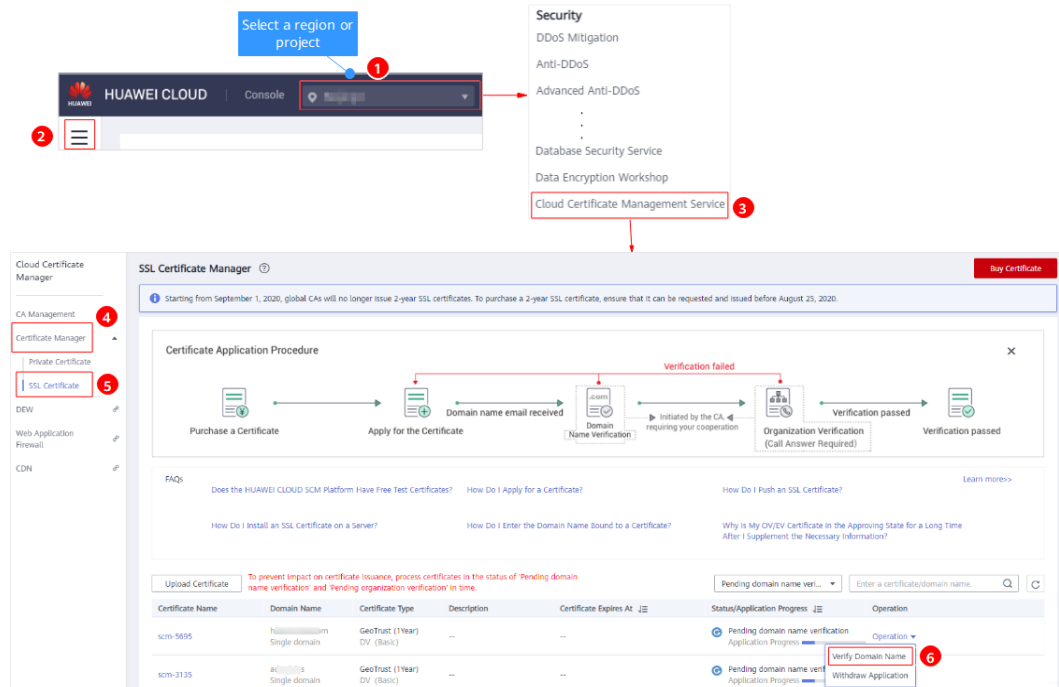 Select a region or
project
1
HUAWEI
HUAWEI CLOUD
Console
2
Security
DDoS Mitigation
Anti-DDoS
Advanced Anti-DDoS
Database Security Service
Data Encryption Workshop
Cloud Certificate Management Service
3
Cloud Certificate
Manager
CA Management
4
Certificate Manager
Private Certificate
SSL Certificate
5
DEW
Web Application
Firewall
CDN
SSL Certificate Manager ?
Buy Certificate
Starting from September 1, 2020, global CAs will no longer issue 2-year SSL certificates. To purchase a 2-year SSL certificate, ensure that it can be requested and issued before August 25, 2020.
Certificate Application Procedure
Verification failed
Purchase a Certificate
Apply for the Certificate
Domain name email received
.com
Domain
Name Verification
Initiated by the CA,
requiring your cooperation
Organization Verification
(Call Answer Required)
Verification passed
Verification passed
FAQs
Learn more>>
Does the HUAWEI CLOUD SCM Platform Have Free Test Certificates?
How Do I Apply for a Certificate?
How Do I Push an SSL Certificate?
How Do I Install an SSL Certificate on a Server?
How Do I Enter the Domain Name Bound to a Certificate?
Why Is My OV/EV Certificate in the Approving State for a Long Time
After I Supplement the Necessary Information?
Upload Certificate
To prevent impact on certificate issuance, process certificates in the status of 'Pending domain
name verification' and 'Pending organization verification' in time.
Pending domain name veri...
Enter a certificate/domain name.
Certificate Name Domain Name Certificate Type Description Certificate Expires At Status/Application Progress Operation
scm-5695
Single domain
GeoTrust (1Year)
DV (Basic)
--
--
Pending domain name verification
Application Progress
Operation
Verify Domain Name
6
Withdraw Application
scm-3135
Single domain
GeoTrust (1Year)
DV (Basic)
--
--
Pending domain name verif
Application Progress